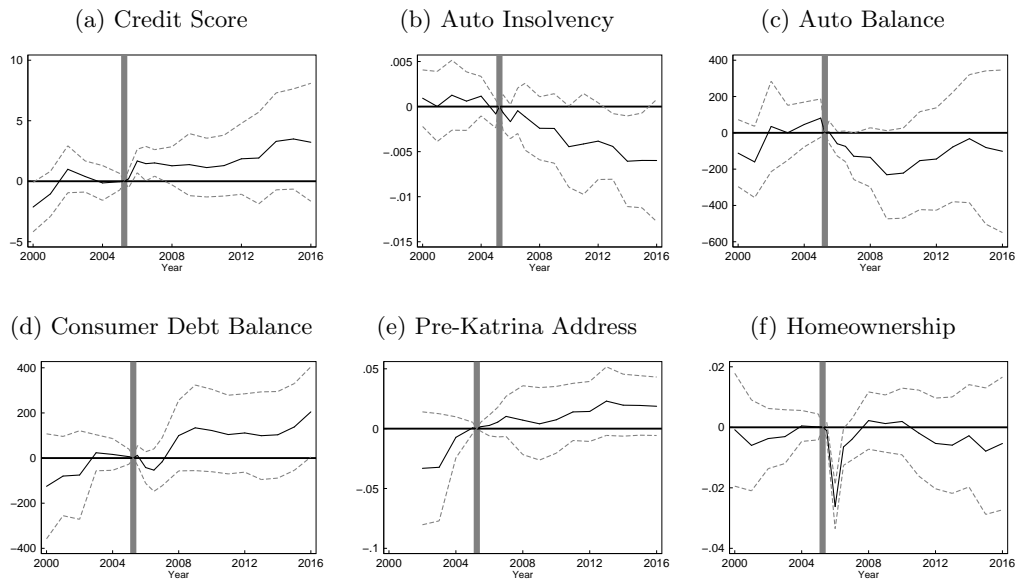 (a) Credit Score
(b) Auto Insolvency
(c) Auto Balance
10
5
0
−5
2000 2004 2008 2012 2016
Year
.005
0
−.005
−.01
−.015
2000 2004 2008 2012 2016
Year
400
200
0
−200
−400
−600
2000 2004 2008 2012 2016
Year
(d) Consumer Debt Balance
(e) Pre-Katrina Address
(f) Homeownership
400
200
0
−200
−400
2000 2004 2008 2012 2016
Year
.05
0
−.05
−.1
2000 2004 2008 2012 2016
Year
.02
0
−.02
−.04
2000 2004 2008 2012 2016
Year